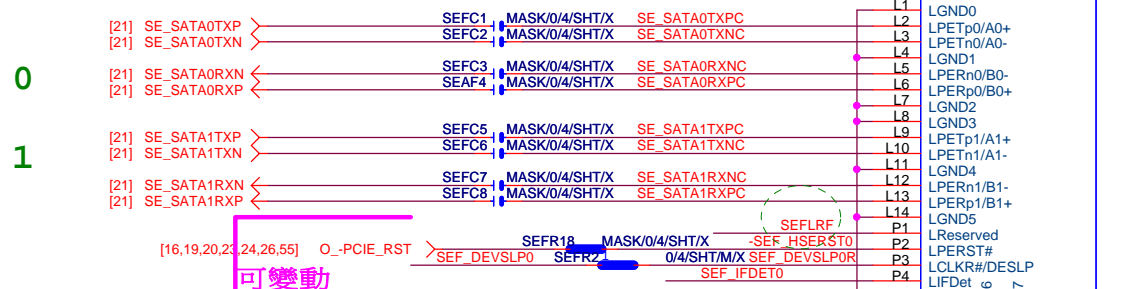 L1 LGND0
[21] SE_SATA0TXP SEFC1 MASK/0/4/SHT/X SE_SATA0TXPC L2 LPETp0/A0+
[21] SE_SATA0TXN SEFC2 MASK/0/4/SHT/X SE_SATA0TXNC L3 LPETn0/A0-
L4 LGND1
0 [21] SE_SATA0RXN SEFC3 MASK/0/4/SHT/X SE_SATA0RXNC L5 LPERn0/B0-
[21] SE_SATA0RXP SEAF4 MASK/0/4/SHT/X SE_SATA0RXPC L6 LPERp0/B0+
L7 LGND2
L8 LGND3
[21] SE_SATA1TXP SEFC5 MASK/0/4/SHT/X SE_SATA1TXPC L9 LPETp1/A1+
1 [21] SE_SATA1TXN SEFC6 MASK/0/4/SHT/X SE_SATA1TXNC L10 LPETn1/A1-
L11 LGND4
[21] SE_SATA1RXN SEFC7 MASK/0/4/SHT/X SE_SATA1RXNC L12 LPERn1/B1-
[21] SE_SATA1RXP SEFC8 MASK/0/4/SHT/X SE_SATA1RXPC L13 LPERp1/B1+
L14 LGND5
SEFLRF P1 LReserved
[16,19,20,23,24,26,55] O_-PCIE_RST SEFR18 MASK/0/4/SHT/X -SEF_HSERST0 P2 LPERST#
SEF_DEVSLP0 SEFR21 0/4/SHT/M/X SEF_DEVSLP0R P3 LCLKR#/DESLP
SEF_IFDET0 P4 LIFDet
可變動
6
7